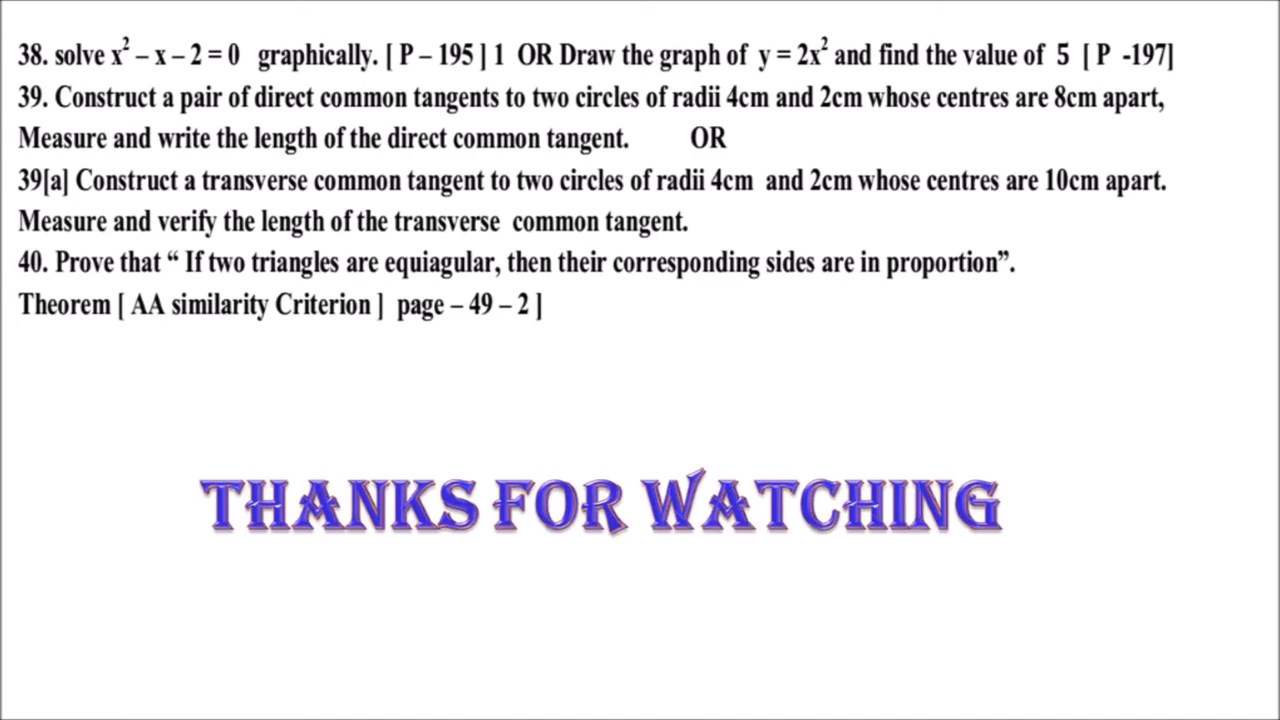 38. solve x² – x – 2 = 0 graphically. [ P – 195 ] 1 OR Draw the graph of y = 2x² and find the value of 5 [ P -197]
39. Construct a pair of direct common tangents to two circles of radii 4cm and 2cm whose centres are 8cm apart,
Measure and write the length of the direct common tangent. OR
39[a] Construct a transverse common tangent to two circles of radii 4cm and 2cm whose centres are 10cm apart.
Measure and verify the length of the transverse common tangent.
40. Prove that “ If two triangles are equiagular, then their corresponding sides are in proportion”.
Theorem [ AA similarity Criterion ] page – 49 – 2 ]
THANKS FOR WATCHING